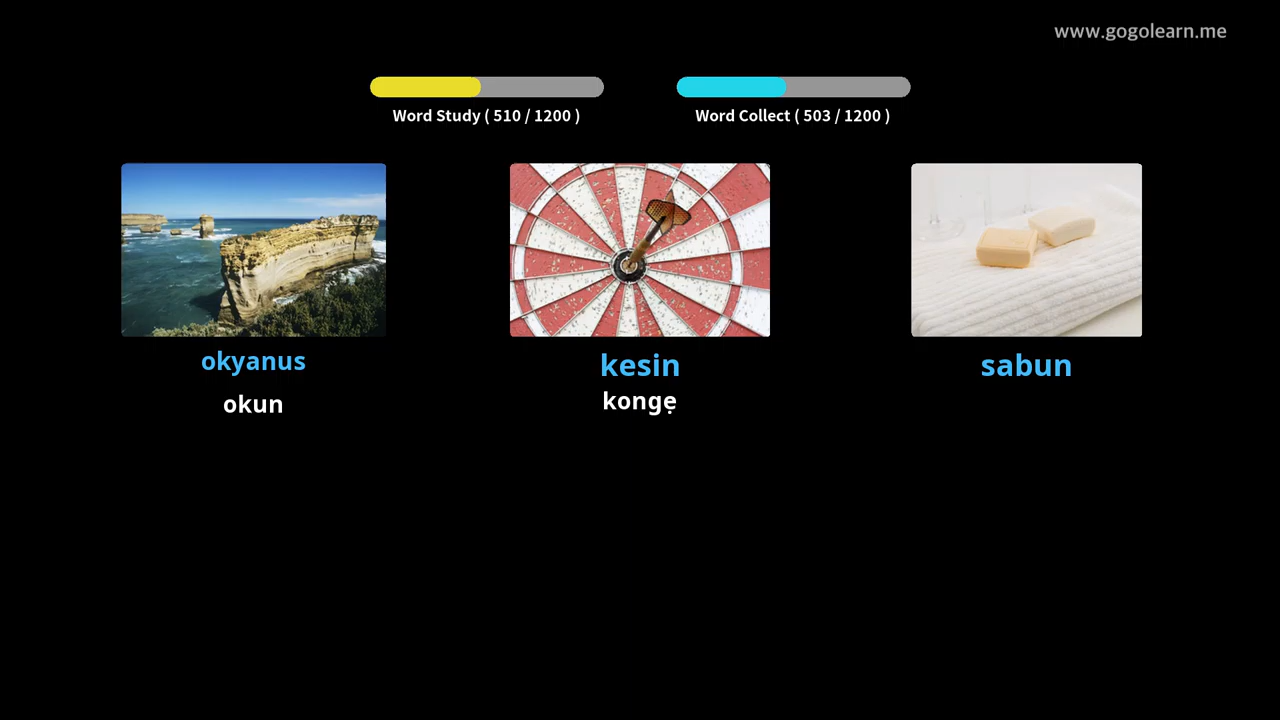 www.gogolearn.me
Word Study ( 510 / 1200 )
Word Collect ( 503 / 1200 )
okyanus
okun
kesin
kongẹ
sabun